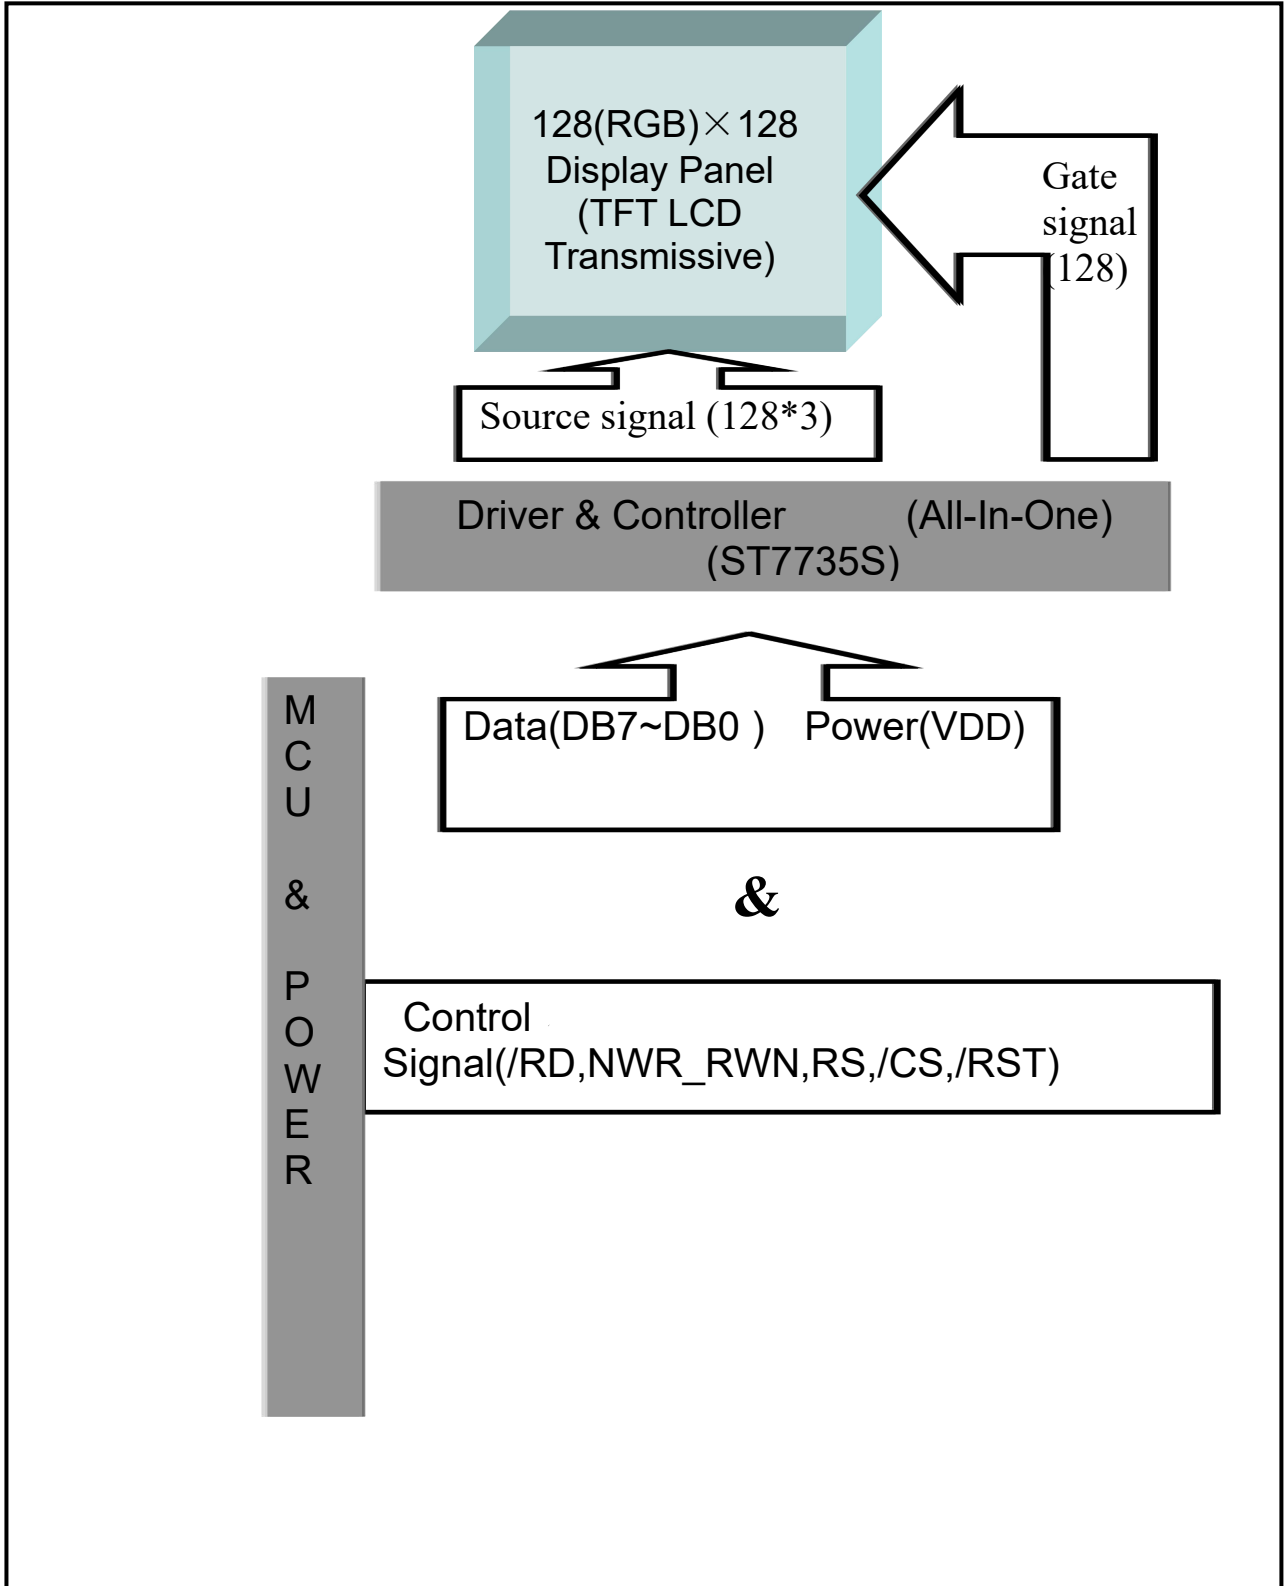 128(RGB)×128
Display Panel
(TFT LCD
Transmissive)
Gate
signal
(128)
Source signal (128*3)
Driver & Controller (All-In-One)
(ST7735S)
M
C
U
&
P
O
W
E
R
Data(DB7~DB0 ) Power(VDD)
&
Control
Signal(/RD,NWR_RWN,RS,/CS,/RST)